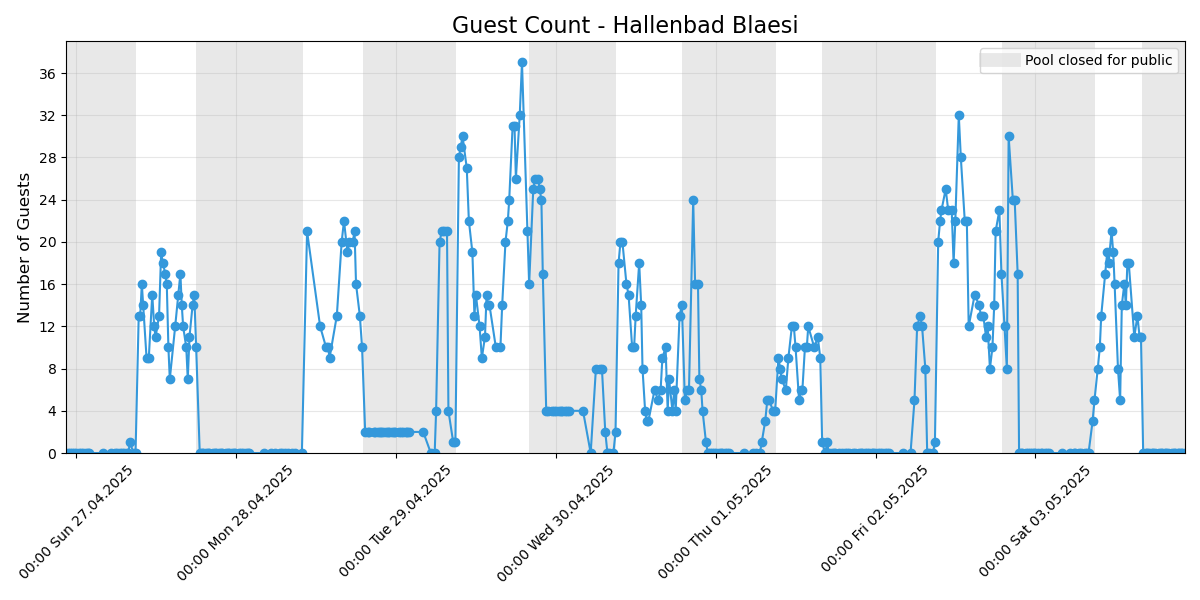 Guest Count - Hallenbad Blaesi
Pool closed for public
Number of Guests
36
32
28
24
20
16
12
8
4
0
00:00 Sun 27.04.2025
00:00 Mon 28.04.2025
00:00 Tue 29.04.2025
00:00 Wed 30.04.2025
00:00 Thu 01.05.2025
00:00 Fri 02.05.2025
00:00 Sat 03.05.2025